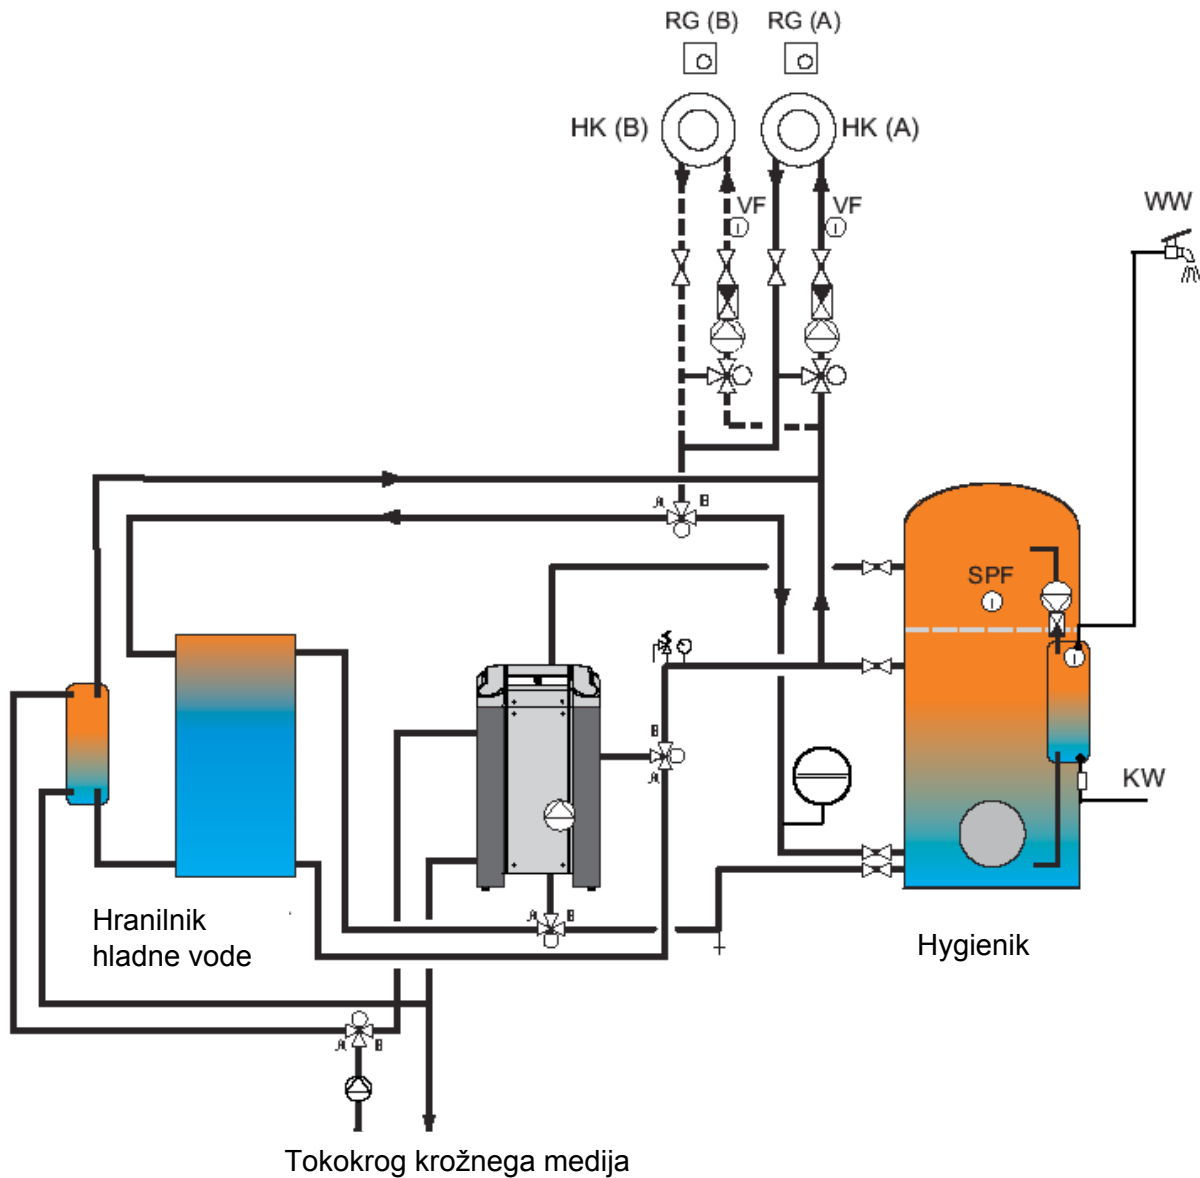 RG (B) RG (A)
HK (B) HK (A)
VF VF
WW
A B
SPF
B
A
KW
A B
Hranilnik
hladne vode
Hygienik
A B
Tokokrog krožnega medija